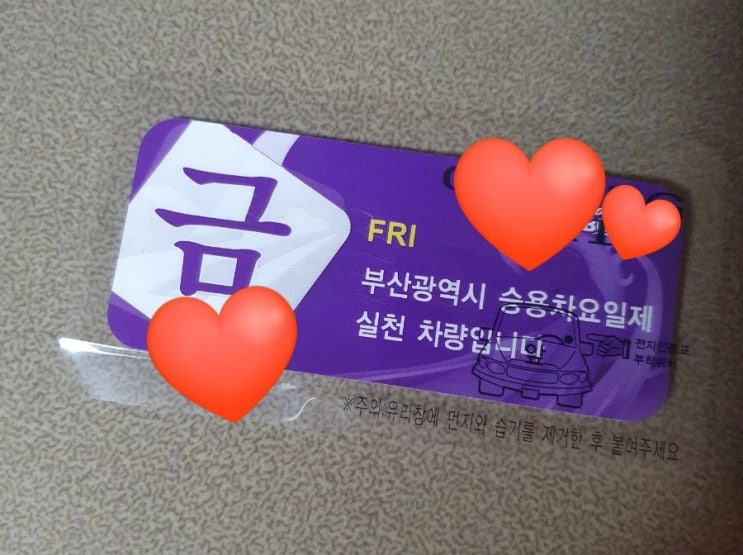 금
FRI
부산광역시 승용차요일제
실천 차량입니다
앞
전자인증표
부착위치
※주의:유리창에 먼지와 습기를 제거한 후 붙여주세요